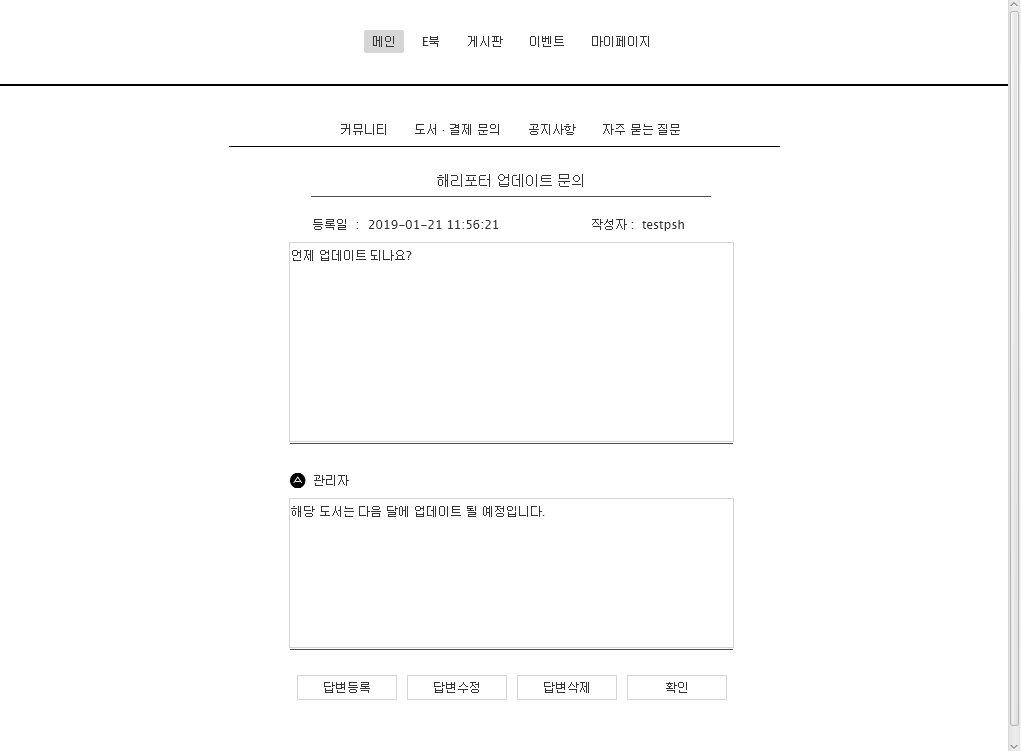 메인 E북 게시판 이벤트 마이페이지
커뮤니티 도서 · 결제 문의 공지사항 자주 묻는 질문
해리포터 업데이트 문의
등록일 : 2019-01-21 11:56:21 작성자 : testpsh
언제 업데이트 되나요?
A 관리자
해당 도서는 다음 달에 업데이트 될 예정입니다.
답변등록 답변수정 답변삭제 확인